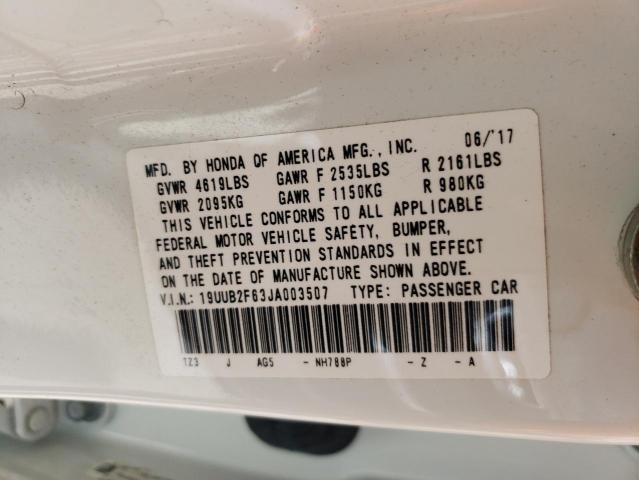 MFD. BY HONDA OF AMERICA MFG., INC. 06/'17
GVWR 4619LBS GAWR F 2535LBS R 2161LBS
GVWR 2095KG GAWR F 1150KG R 980KG
THIS VEHICLE CONFORMS TO ALL APPLICABLE
FEDERAL MOTOR VEHICLE SAFETY, BUMPER,
AND THEFT PREVENTION STANDARDS IN EFFECT
ON THE DATE OF MANUFACTURE SHOWN ABOVE.
V.I.N.: 19UUB2F63JA003507 TYPE: PASSENGER CAR
TZ3 J AG5 - NH788P - Z - A